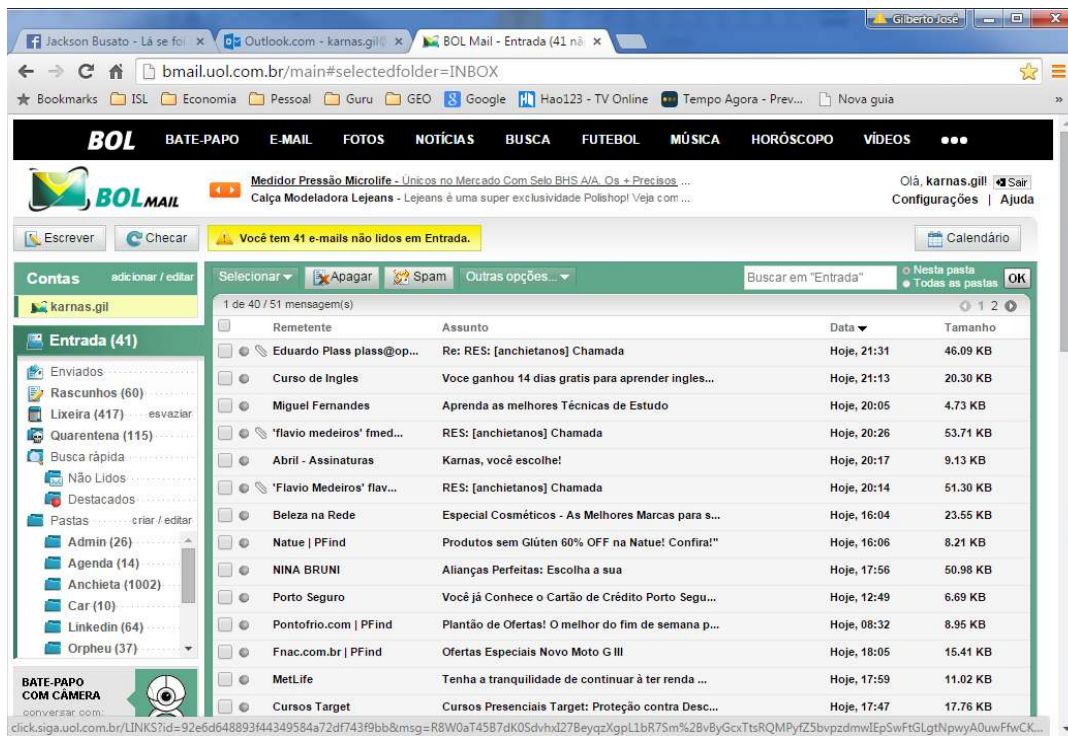 Gilberto José
Jackson Busato - Lá se foi
Outlook.com - karnas.gil
BOL Mail - Entrada (41 nã
bmail.uol.com.br/main#selectedfolder=INBOX
Bookmarks ISL Economia Pessoal Guru GEO Google Hao123 - TV Online Tempo Agora - Prev... Nova guia »
BOL BATE-PAPO E-MAIL FOTOS NOTÍCIAS BUSCA FUTEBOL MÚSICA HORÓSCOPO VÍDEOS
BOLMAIL
Medidor Pressão Microlife - Únicos no Mercado Com Selo BHS A/A. Os + Precisos ...
Calça Modeladora Lejeans - Lejeans é uma super exclusividade Polishop! Veja com ...
Olá, karnas.gil! Sair
Configurações | Ajuda
Escrever Checar Você tem 41 e-mails não lidos em Entrada. Calendário
Contas adicionar / editar
karnas.gil
Entrada (41)
Enviados
Rascunhos (60)
Lixeira (417) esvaziar
Quarentena (115)
Busca rápida
Não Lidos
Destacados
Pastas criar / editar
Admin (26)
Agenda (14)
Anchieta (1002)
Car (10)
Linkedin (64)
Orpheu (37)
BATE-PAPO
COM CÂMERA
conversar com:
Selecionar Apagar Spam Outras opções... Buscar em "Entrada" Nesta pasta
Todas as pastas OK
1 de 40 / 51 mensagem(s) 1 2
Remetente Assunto Data Tamanho
Eduardo Plass plass@op... Re: RES: [anchietanos] Chamada Hoje, 21:31 46.09 KB
Curso de Ingles Voce ganhou 14 dias gratis para aprender ingles... Hoje, 21:13 20.30 KB
Miguel Fernandes Aprenda as melhores Técnicas de Estudo Hoje, 20:05 4.73 KB
'flavio medeiros' fmed... RES: [anchietanos] Chamada Hoje, 20:26 53.71 KB
Abril - Assinaturas Karnas, você escolhe! Hoje, 20:17 9.13 KB
'Flavio Medeiros' flav... RES: [anchietanos] Chamada Hoje, 20:14 51.30 KB
Beleza na Rede Especial Cosméticos - As Melhores Marcas para s... Hoje, 16:04 23.55 KB
Natue | PFind Produtos sem Glúten 60% OFF na Natue! Confira!" Hoje, 16:06 8.21 KB
NINA BRUNI Alianças Perfeitas: Escolha a sua Hoje, 17:56 50.98 KB
Porto Seguro Você já Conhece o Cartão de Crédito Porto Segu... Hoje, 12:49 6.69 KB
Pontofrio.com | PFind Plantão de Ofertas! O melhor do fim de semana p... Hoje, 08:32 8.95 KB
Fnac.com.br | PFind Ofertas Especiais Novo Moto G III Hoje, 18:05 15.41 KB
MetLife Tenha a tranquilidade de continuar à ter renda ... Hoje, 17:59 11.02 KB
Cursos Target Cursos Presenciais Target: Proteção contra Desc... Hoje, 17:47 17.76 KB